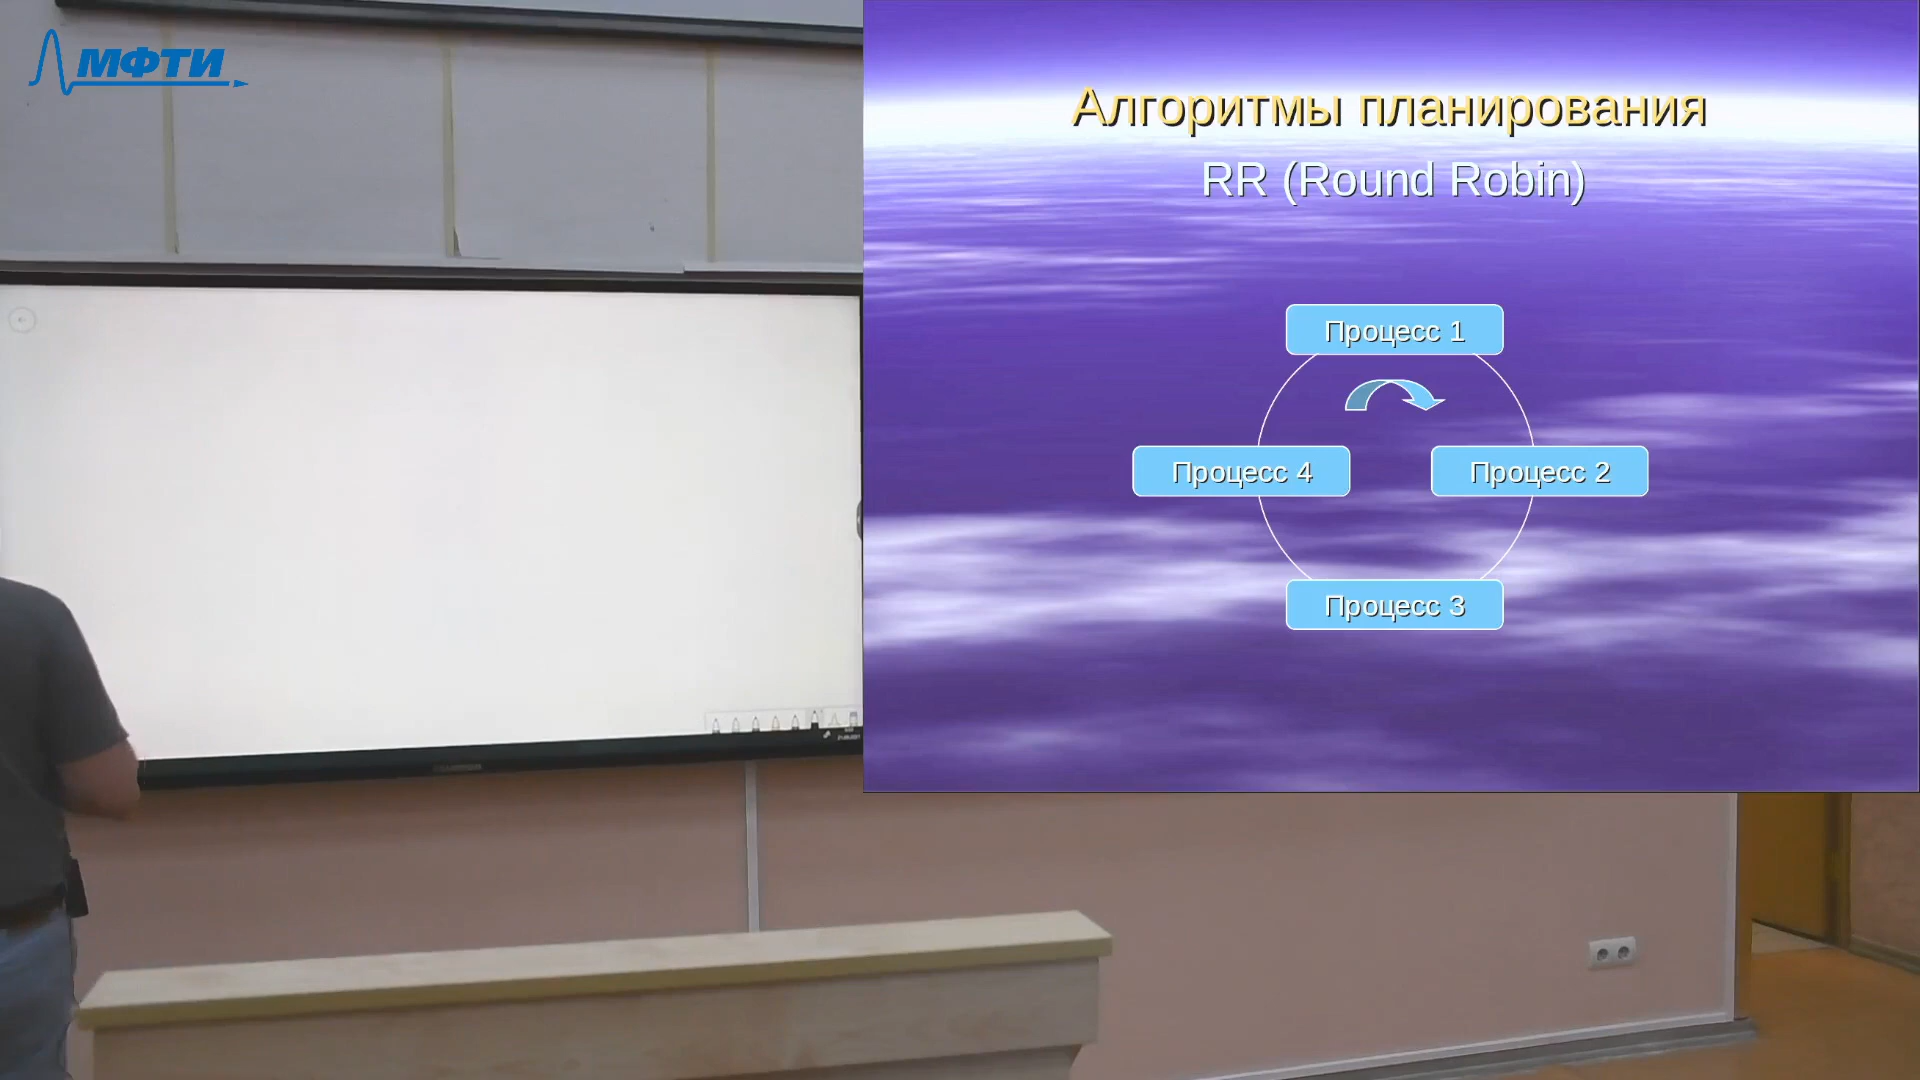 МФТИ
Алгоритмы планирования
RR (Round Robin)
Процесс 1
Процесс 4
Процесс 2
Процесс 3